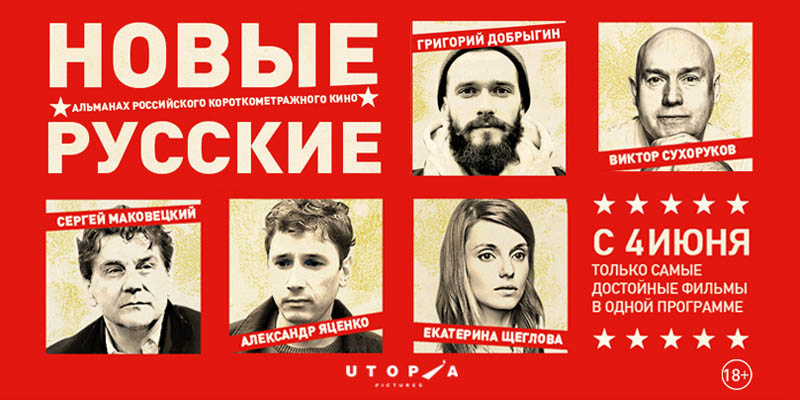 НОВЫЕ
АЛЬМАНАХ РОССИЙСКОГО КОРОТКОМЕТРАЖНОГО КИНО
РУССКИЕ
ГРИГОРИЙ ДОБРЫГИН
ВИКТОР СУХОРУКОВ
СЕРГЕЙ МАКОВЕЦКИЙ
АЛЕКСАНДР ЯЦЕНКО
ЕКАТЕРИНА ЩЕГЛОВА
С 4 ИЮНЯ
ТОЛЬКО САМЫЕ
ДОСТОЙНЫЕ ФИЛЬМЫ
В ОДНОЙ ПРОГРАММЕ
UTOPIA
PICTURES
18+